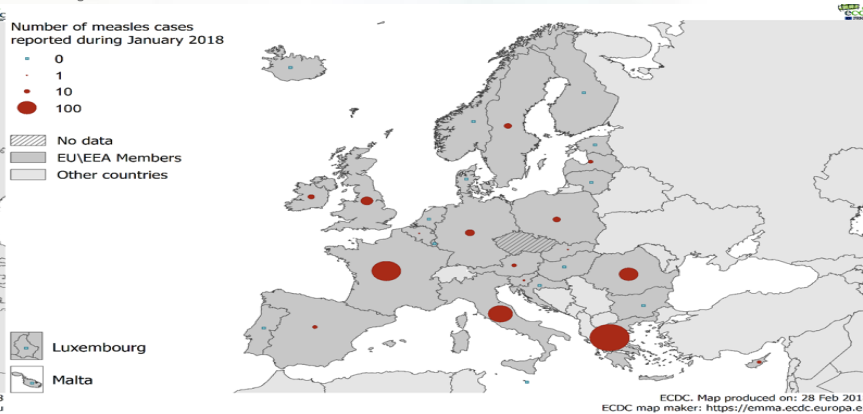 Number of measles cases
reported during January 2018
0
1
10
100
No data
EU\EEA Members
Other countries
Luxembourg
Malta
ECDC. Map produced on: 28 Feb 201
ECDC map maker: https://emma.ecdc.europa.e